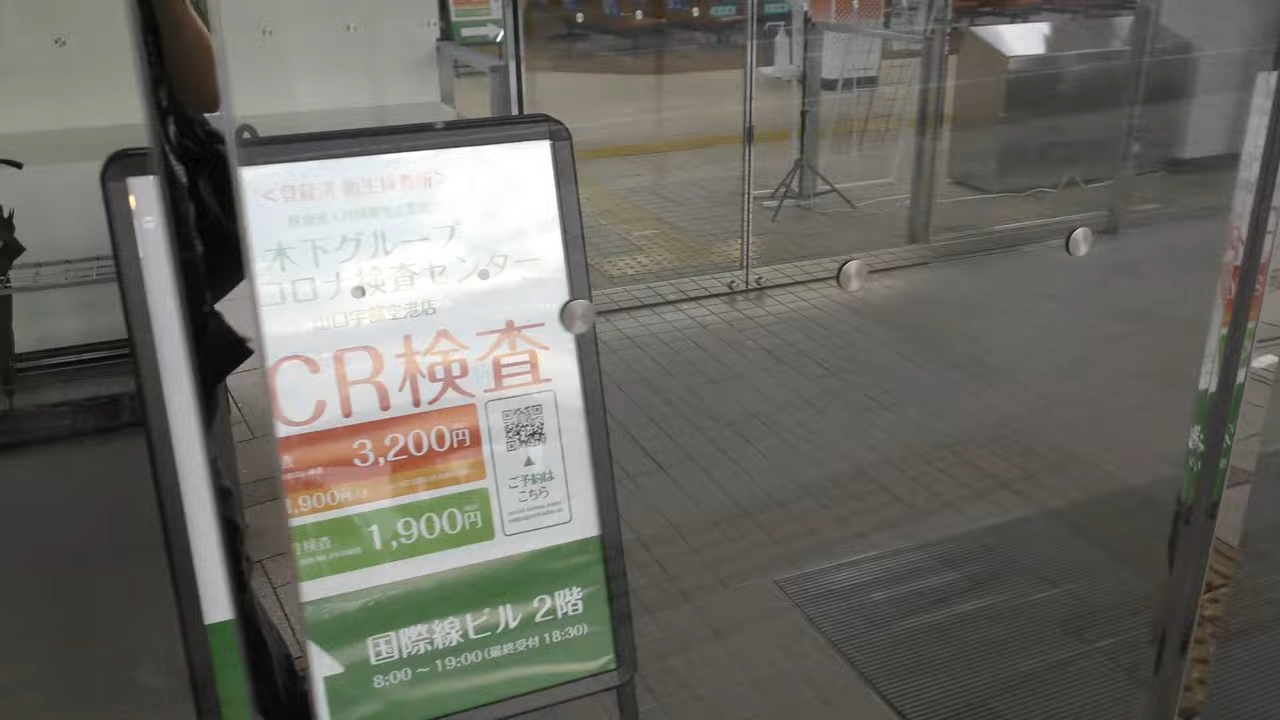 <登録済 衛生検査所>
木下グループ
コロナ検査センター
山口宇部空港店
CR検査
3,200円
1,900円
検査
1,900円
ご予約は
こちら
国際線ビル 2階
8:00～19:00(最終受付 18:30)